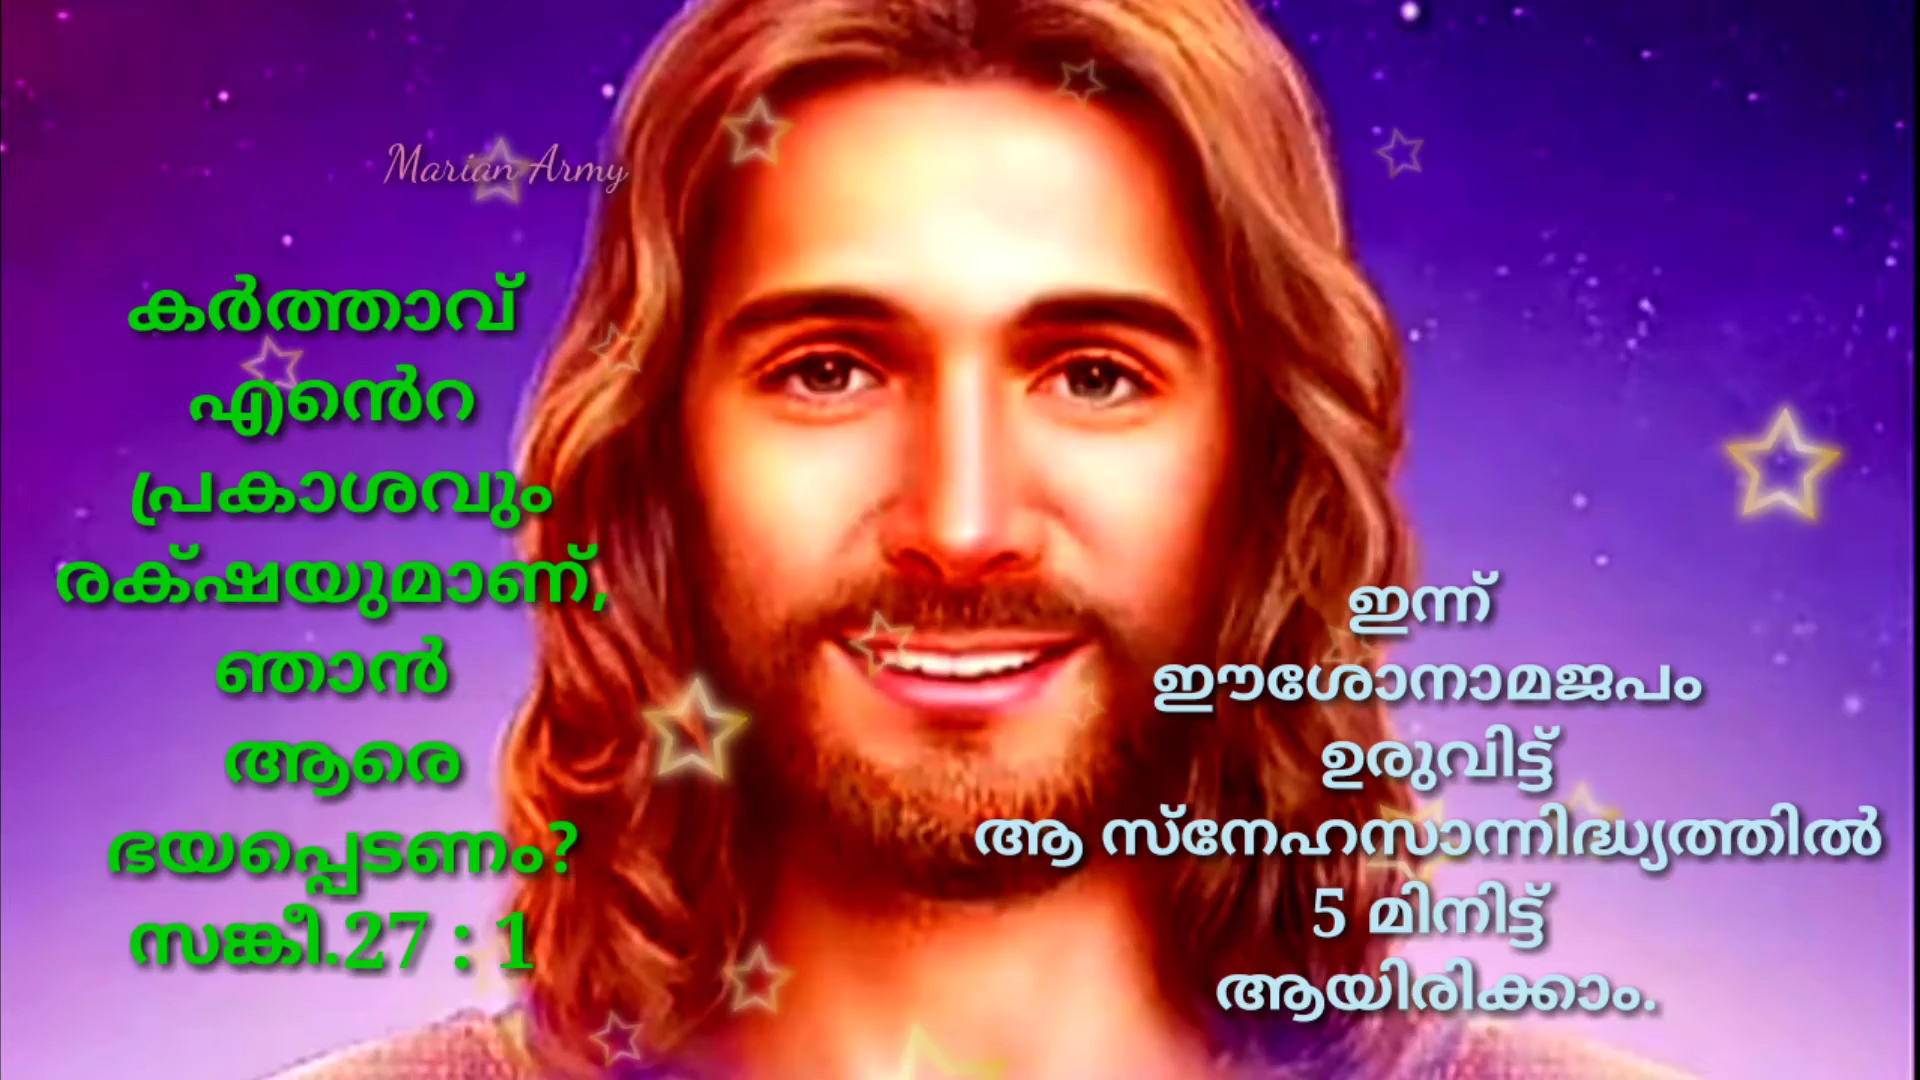 Marian Army
കർത്താവ്
എൻെറ
പ്രകാശവും
രക്ഷയുമാണ്,
ഞാൻ
ആരെ
ഭയപ്പെടണം?
സങ്കീ.27 : 1
ഇന്ന്
ഈശോനാമജപം
ഉരുവിട്ട്
ആ സ്നേഹസാന്നിദ്ധ്യത്തിൽ
5 മിനിട്ട്
ആയിരിക്കാം.